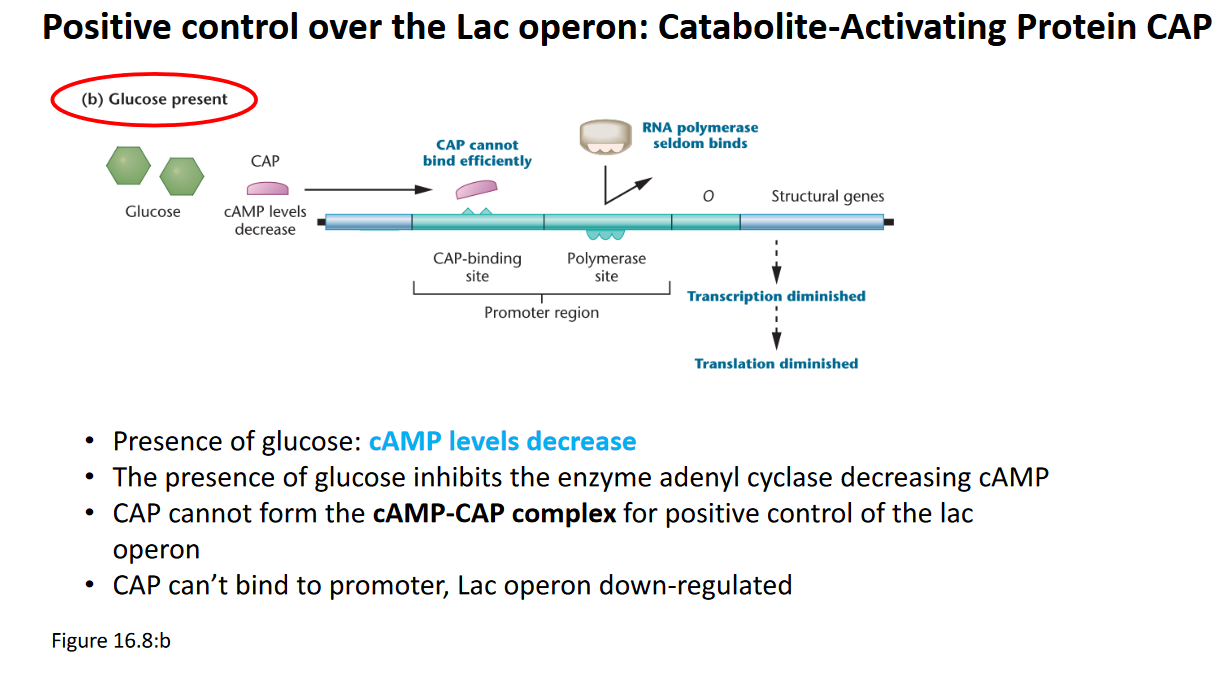 Positive control over the Lac operon: Catabolite-Activating Protein CAP
(b) Glucose present
Glucose
CAP
cAMP levels
decrease
CAP cannot
bind efficiently
RNA polymerase
seldom binds
O
Structural genes
CAP-binding
site
Polymerase
site
Promoter region
Transcription diminished
Translation diminished
• Presence of glucose: cAMP levels decrease
• The presence of glucose inhibits the enzyme adenyl cyclase decreasing cAMP
• CAP cannot form the cAMP-CAP complex for positive control of the lac
operon
• CAP can’t bind to promoter, Lac operon down-regulated
Figure 16.8:b